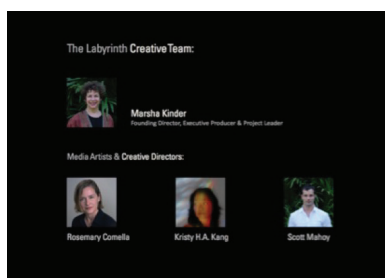 The Labyrinth Creative Team:
Marsha Kinder
Founding Director, Executive Producer & Project Leader
Media Artists & Creative Directors:
Rosemary Comella
Kristy H.A. Kang
Scott Mahoy